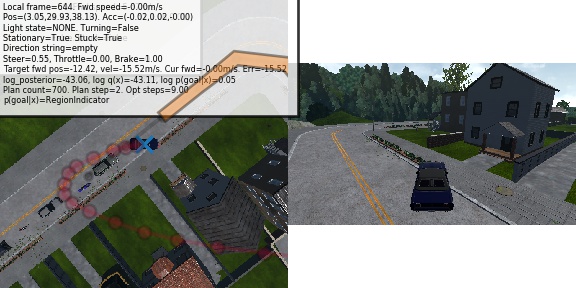 Local frame=644. Fwd.speed=-0.00m/s
Pos=(3.05,29.93,38.13). Acc=(-0.02,0.02,-0.00)
Light state=NONE. Turning=False
Stationary=True. Stuck=True
Direction string=empty
Steer=0.55, Throttle=0.00, Brake=1.00
Target fwd pos=-12.42, vel=-15.52m/s. Cur fwd=-0.00m/s. Err=-15.52
log_posterior=-43.06, log q(x)=-43.11, log p(goal|x)=0.05
Plan count=700. Plan step=2. Opt steps=9.00
p(goal|x)=RegionIndicator